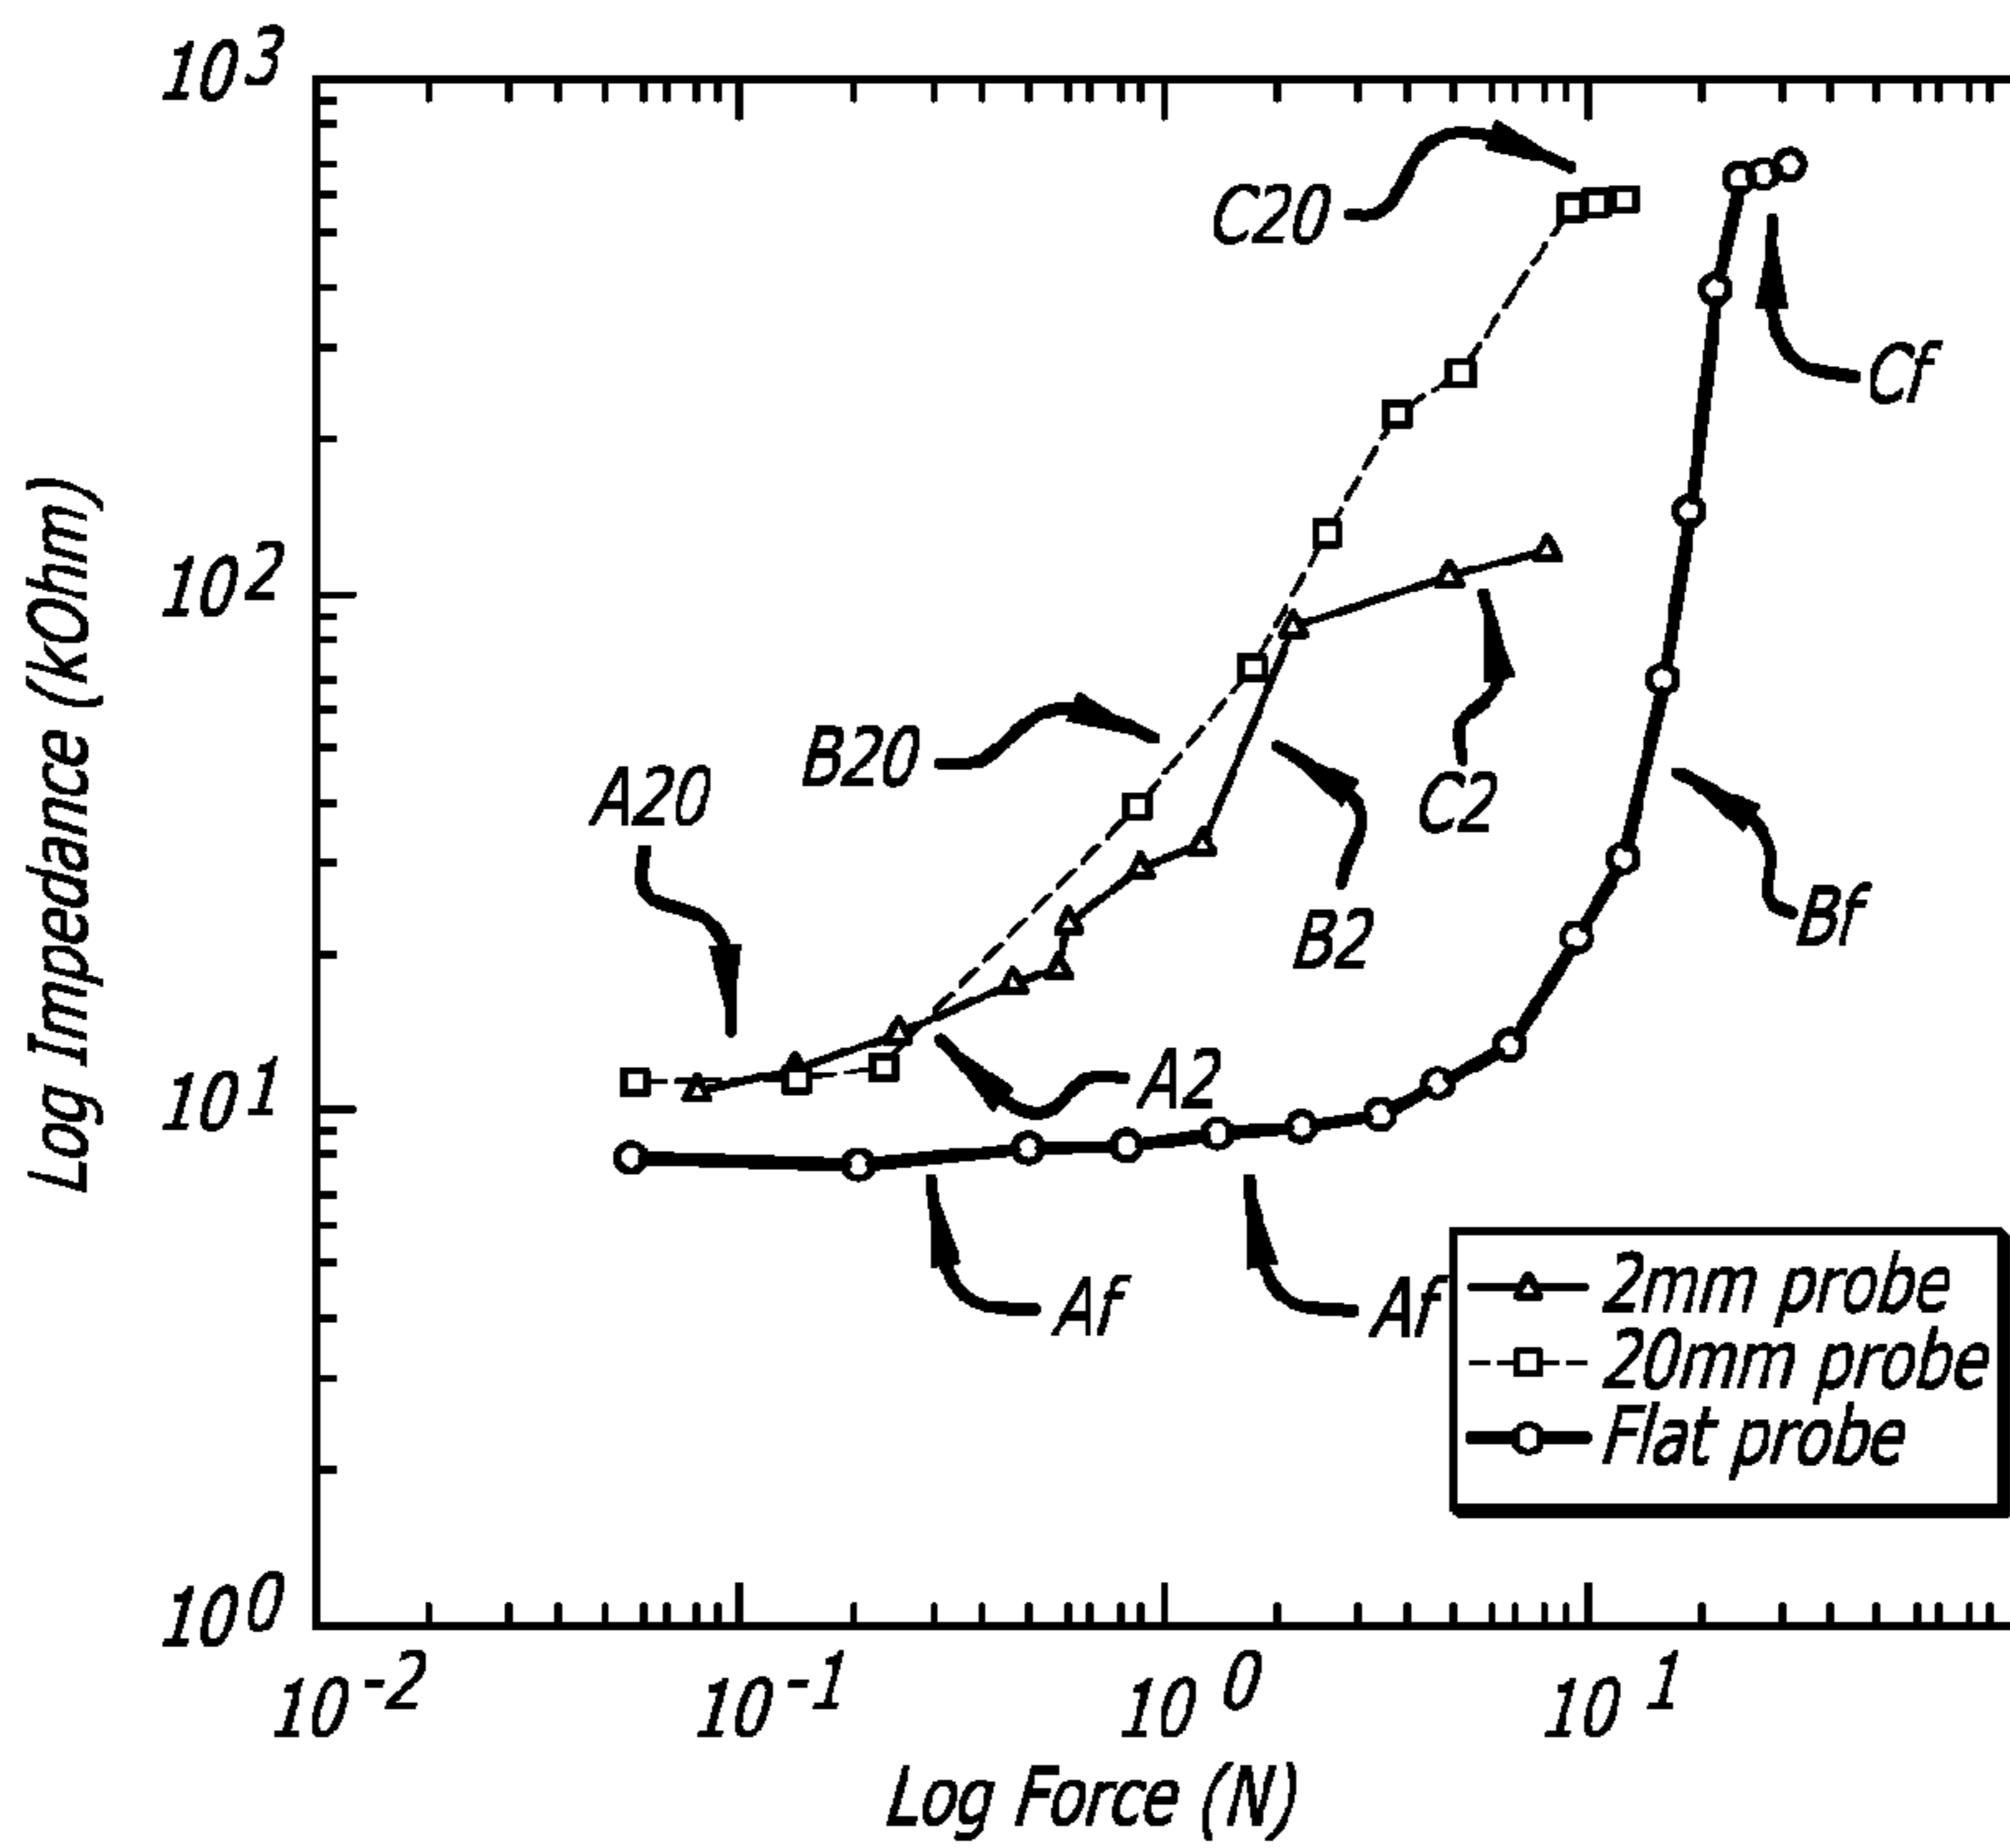 10³
C20
Cf
Log Impedance (kOhm)
10²
B20
A20
C2
Bf
B2
A2
10¹
Af
Af
2mm probe
20mm probe
Flat probe
10⁰
10⁻² 10⁻¹ 10⁰ 10¹
Log Force (N)